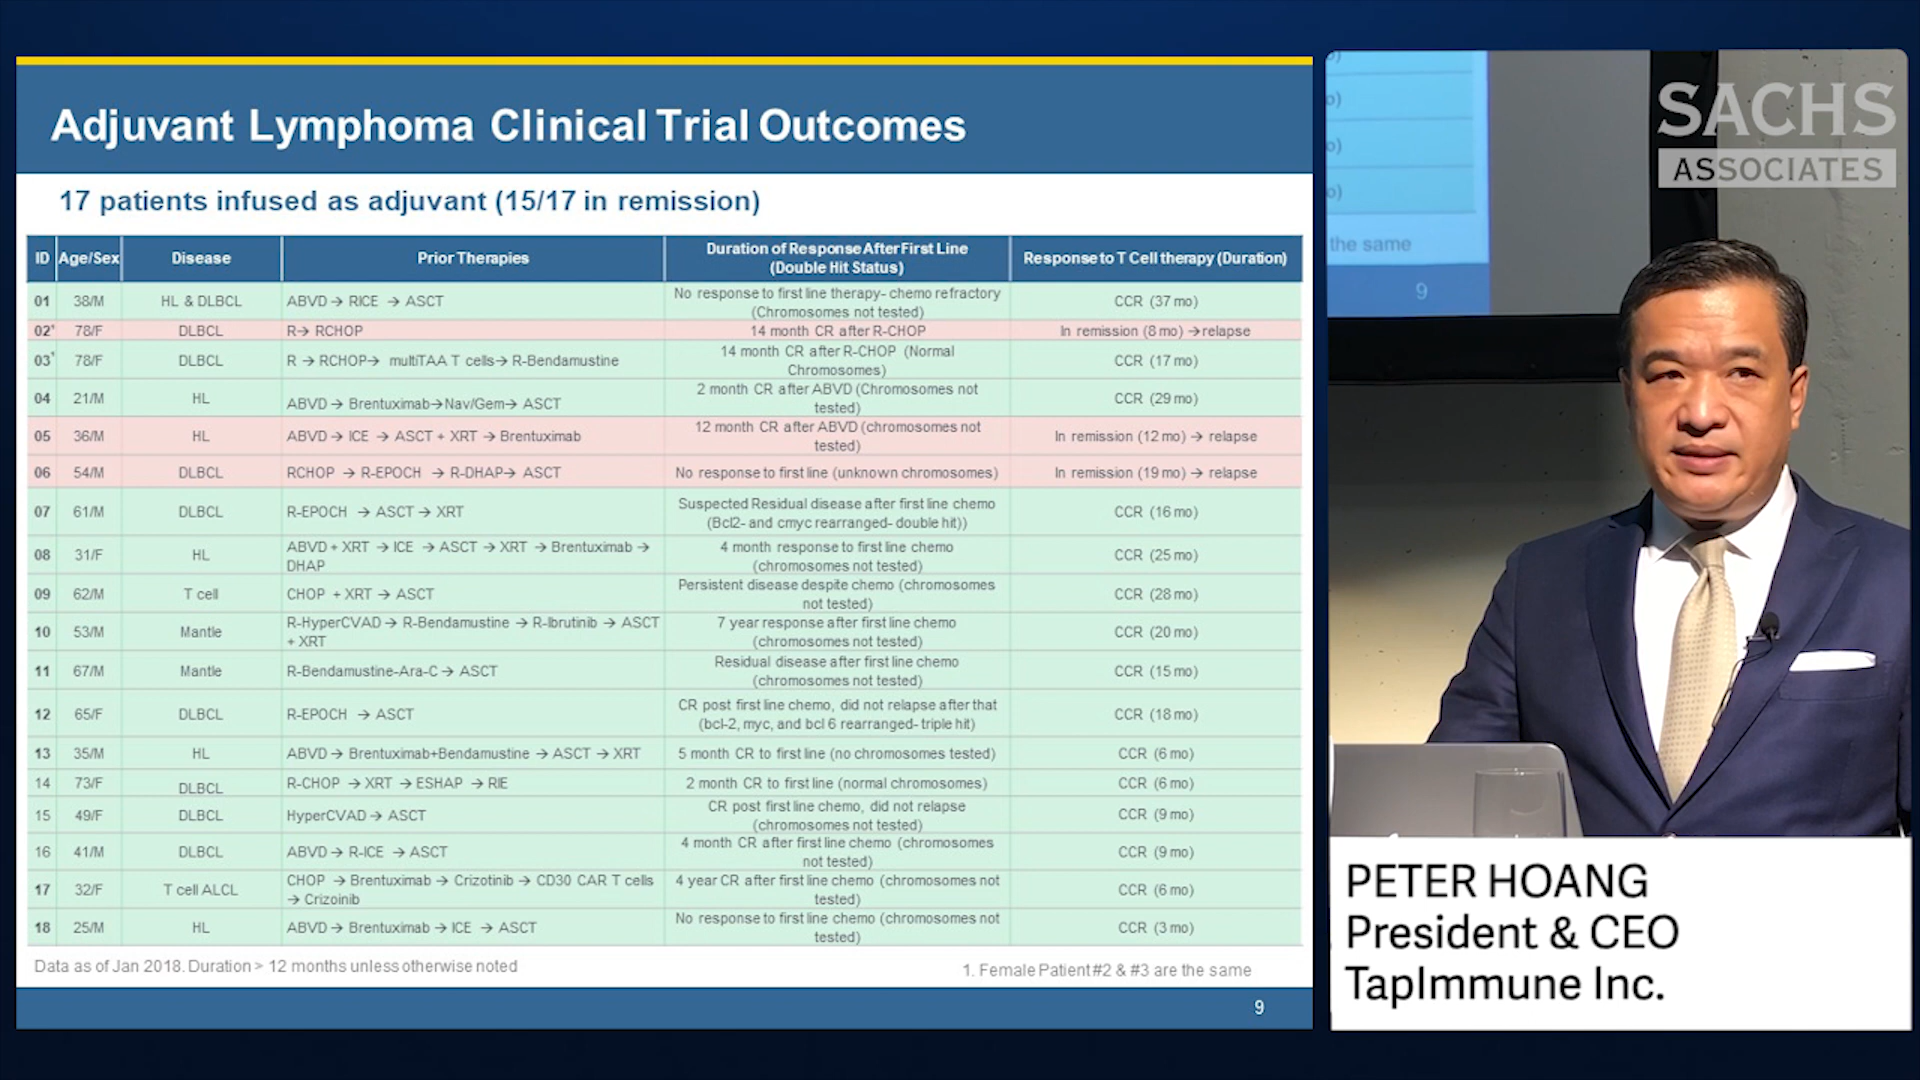 Adjuvant Lymphoma Clinical Trial Outcomes
17 patients infused as adjuvant (15/17 in remission)
ID Age/Sex Disease Prior Therapies Duration of Response After First Line (Double Hit Status) Response to T Cell therapy (Duration)
01 38/M HL & DLBCL ABVD → RICE → ASCT No response to first line therapy- chemo refractory (Chromosomes not tested) CCR (37 mo)
02¹ 78/F DLBCL R→ RCHOP 14 month CR after R-CHOP In remission (8 mo) →relapse
03¹ 78/F DLBCL R → RCHOP→ multiTAA T cells→ R-Bendamustine 14 month CR after R-CHOP (Normal Chromosomes) CCR (17 mo)
04 21/M HL ABVD → Brentuximab→Nav/Gem→ ASCT 2 month CR after ABVD (Chromosomes not tested) CCR (29 mo)
05 36/M HL ABVD → ICE → ASCT + XRT → Brentuximab 12 month CR after ABVD (chromosomes not tested) In remission (12 mo) → relapse
06 54/M DLBCL RCHOP → R-EPOCH → R-DHAP→ ASCT No response to first line (unknown chromosomes) In remission (19 mo) → relapse
07 61/M DLBCL R-EPOCH → ASCT → XRT Suspected Residual disease after first line chemo (Bcl2- and cmyc rearranged- double hit)) CCR (16 mo)
08 31/F HL ABVD + XRT → ICE → ASCT → XRT → Brentuximab → DHAP 4 month response to first line chemo (chromosomes not tested) CCR (25 mo)
09 62/M T cell CHOP + XRT → ASCT Persistent disease despite chemo (chromosomes not tested) CCR (28 mo)
10 53/M Mantle R-HyperCVAD → R-Bendamustine → R-Ibrutinib → ASCT + XRT 7 year response after first line chemo (chromosomes not tested) CCR (20 mo)
11 67/M Mantle R-Bendamustine-Ara-C → ASCT Residual disease after first line chemo (chromosomes not tested) CCR (15 mo)
12 65/F DLBCL R-EPOCH → ASCT CR post first line chemo, did not relapse after that (bcl-2, myc, and bcl 6 rearranged- triple hit) CCR (18 mo)
13 35/M HL ABVD → Brentuximab+Bendamustine → ASCT → XRT 5 month CR to first line (no chromosomes tested) CCR (6 mo)
14 73/F DLBCL R-CHOP → XRT → ESHAP → RIE 2 month CR to first line (normal chromosomes) CCR (6 mo)
15 49/F DLBCL HyperCVAD → ASCT CR post first line chemo, did not relapse (chromosomes not tested) CCR (9 mo)
16 41/M DLBCL ABVD → R-ICE → ASCT 4 month CR after first line chemo (chromosomes not tested) CCR (9 mo)
17 32/F T cell ALCL CHOP → Brentuximab → Crizotinib → CD30 CAR T cells → Crizoinib 4 year CR after first line chemo (chromosomes not tested) CCR (6 mo)
18 25/M HL ABVD → Brentuximab → ICE → ASCT No response to first line chemo (chromosomes not tested) CCR (3 mo)
Data as of Jan 2018. Duration > 12 months unless otherwise noted
1. Female Patient #2 & #3 are the same
9
SACHS
ASSOCIATES
o)
o)
o)
o)
the same
9
PETER HOANG
President & CEO
TapImmune Inc.